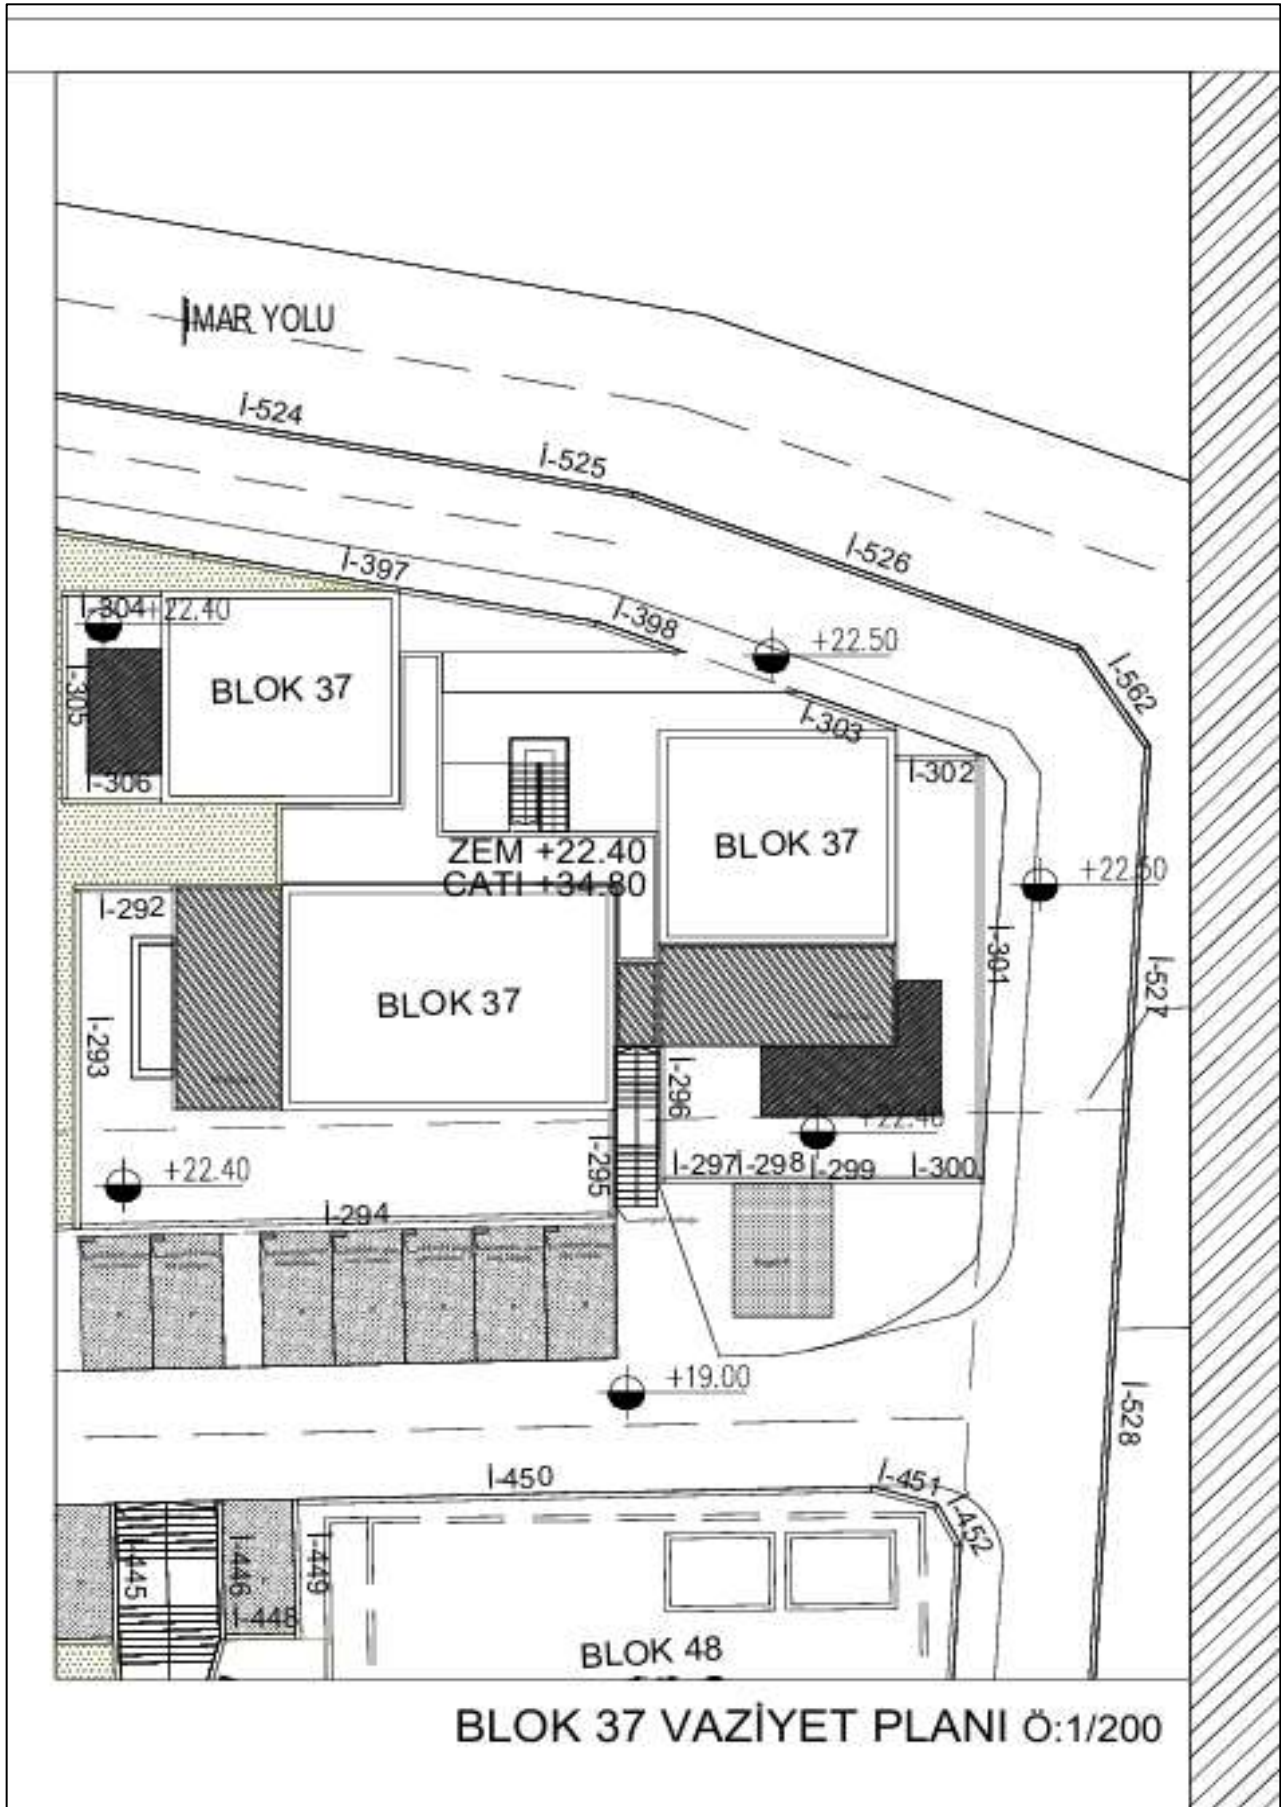 İMAR YOLU
İ-524
İ-525
İ-526
İ-397
İ-398
+22.50
İ-562
İ-304
+22.40
İ-305
İ-306
BLOK 37
İ-303
İ-302
BLOK 37
ZEM +22.40
CATI +34.80
+22.50
İ-292
İ-301
İ-527
BLOK 37
İ-293
İ-296
+22.40
İ-295
İ-297
İ-298
İ-299
İ-300
+22.40
İ-294
+19.00
İ-528
İ-450
İ-451
İ-452
İ-445
İ-446
İ-449
İ-448
BLOK 48
BLOK 37 VAZİYET PLANI Ö:1/200